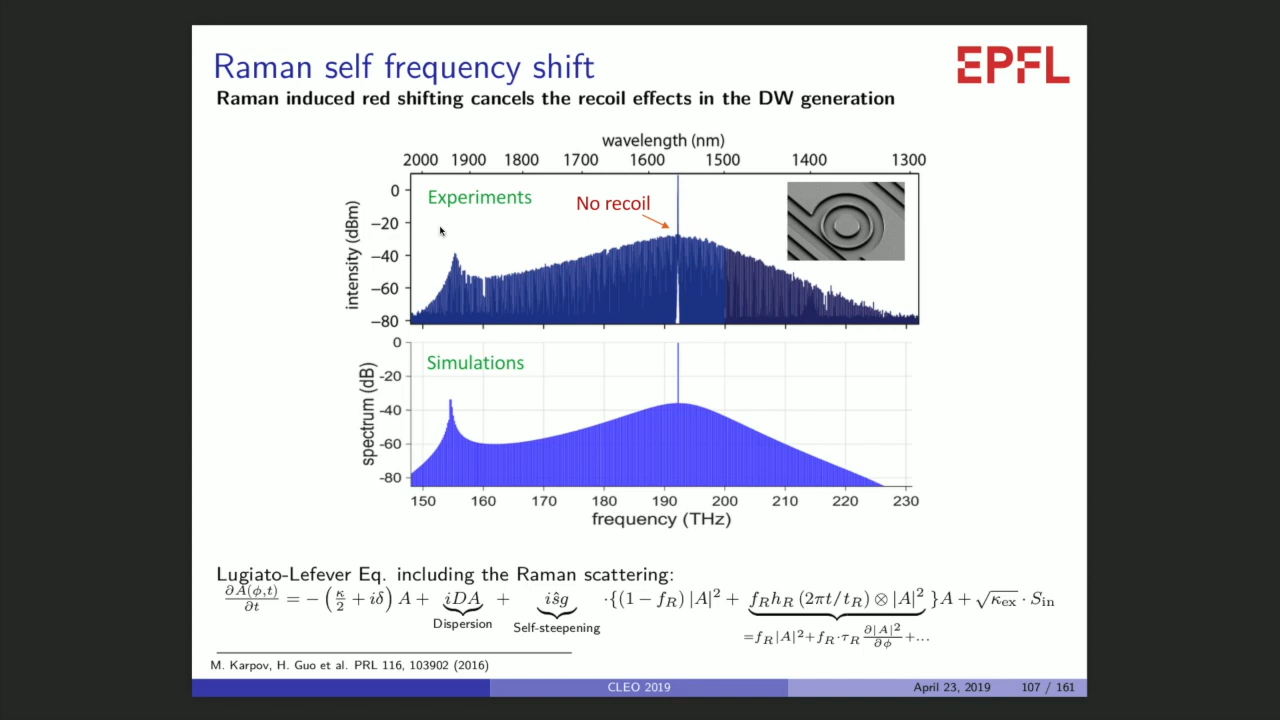 Raman self frequency shift
EPFL
Raman induced red shifting cancels the recoil effects in the DW generation
wavelength (nm)
2000 1900 1800 1700 1600 1500 1400 1300
Experiments
No recoil
intensity (dBm)
0
−20
−40
−60
−80
Simulations
spectrum (dB)
0
-20
-40
-60
-80
150 160 170 180 190 200 210 220 230
frequency (THz)
Lugiato-Lefever Eq. including the Raman scattering:
∂A(ϕ,t)/∂t = − (κ/2 + iδ) A + iDA + iŝg ·{(1 − f_R) |A|² + f_R h_R (2πt/t_R) ⊗ |A|² }A + √κ_ex · S_in
Dispersion
Self-steepening
=f_R|A|²+f_R·τ_R ∂|A|²/∂ϕ +...
M. Karpov, H. Guo et al. PRL 116, 103902 (2016)
CLEO 2019 April 23, 2019 107 / 161